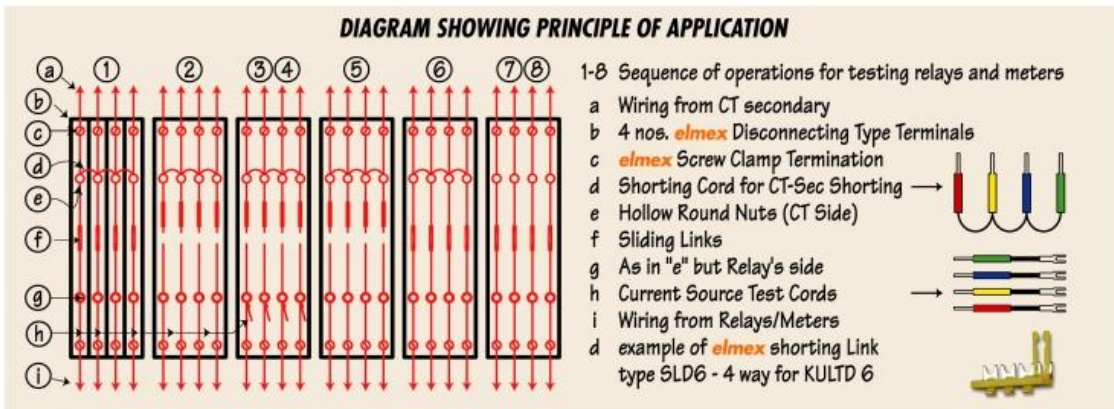 DIAGRAM SHOWING PRINCIPLE OF APPLICATION
a 1 2 3 4 5 6 7 8
b
c
d
e
f
g
h
i
1-8 Sequence of operations for testing relays and meters
a Wiring from CT secondary
b 4 nos. elmex Disconnecting Type Terminals
c elmex Screw Clamp Termination
d Shorting Cord for CT-Sec Shorting
e Hollow Round Nuts (CT Side)
f Sliding Links
g As in "e" but Relay's side
h Current Source Test Cords
i Wiring from Relays/Meters
d example of elmex shorting Link
type SLD6 - 4 way for KULTD 6